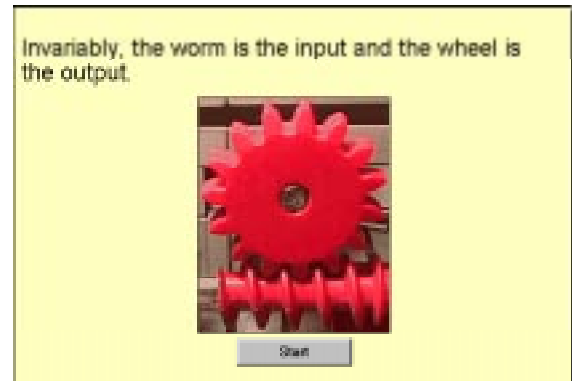 Invariably, the worm is the input and the wheel is
the output.
Start